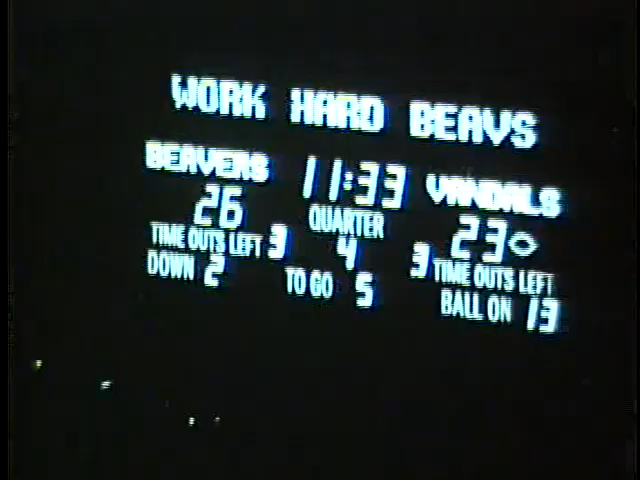 WORK HARD BEAVS
BEAVERS 11:33 VANDALS
26 QUARTER 23
TIME OUTS LEFT 3 4 3 TIME OUTS LEFT
DOWN 2 TO GO 5 BALL ON 13